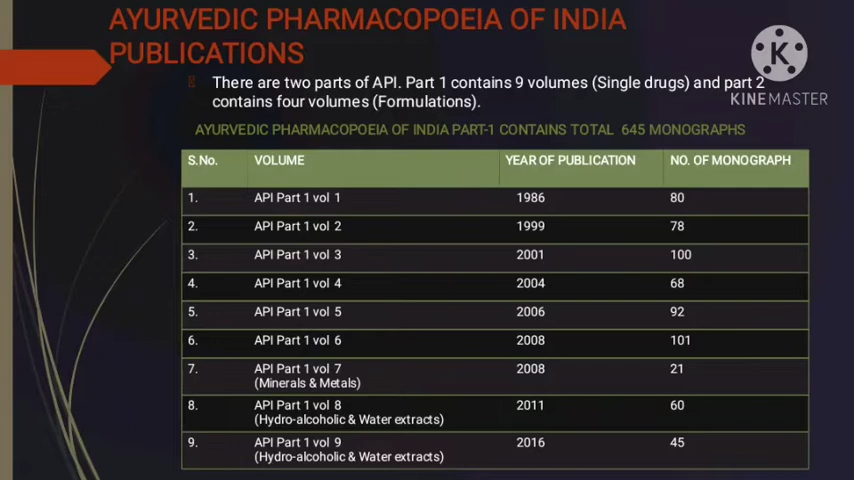 AYURVEDIC PHARMACOPOEIA OF INDIA
PUBLICATIONS
K
KINEMASTER
There are two parts of API. Part 1 contains 9 volumes (Single drugs) and part 2
contains four volumes (Formulations).
AYURVEDIC PHARMACOPOEIA OF INDIA PART-1 CONTAINS TOTAL 645 MONOGRAPHS
S.No. VOLUME YEAR OF PUBLICATION NO. OF MONOGRAPH
1. API Part 1 vol 1 1986 80
2. API Part 1 vol 2 1999 78
3. API Part 1 vol 3 2001 100
4. API Part 1 vol 4 2004 68
5. API Part 1 vol 5 2006 92
6. API Part 1 vol 6 2008 101
7. API Part 1 vol 7 2008 21
(Minerals & Metals)
8. API Part 1 vol 8 2011 60
(Hydro-alcoholic & Water extracts)
9. API Part 1 vol 9 2016 45
(Hydro-alcoholic & Water extracts)